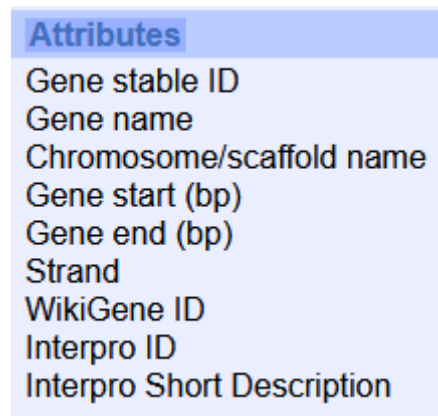 Attributes
Gene stable ID
Gene name
Chromosome/scaffold name
Gene start (bp)
Gene end (bp)
Strand
WikiGene ID
Interpro ID
Interpro Short Description